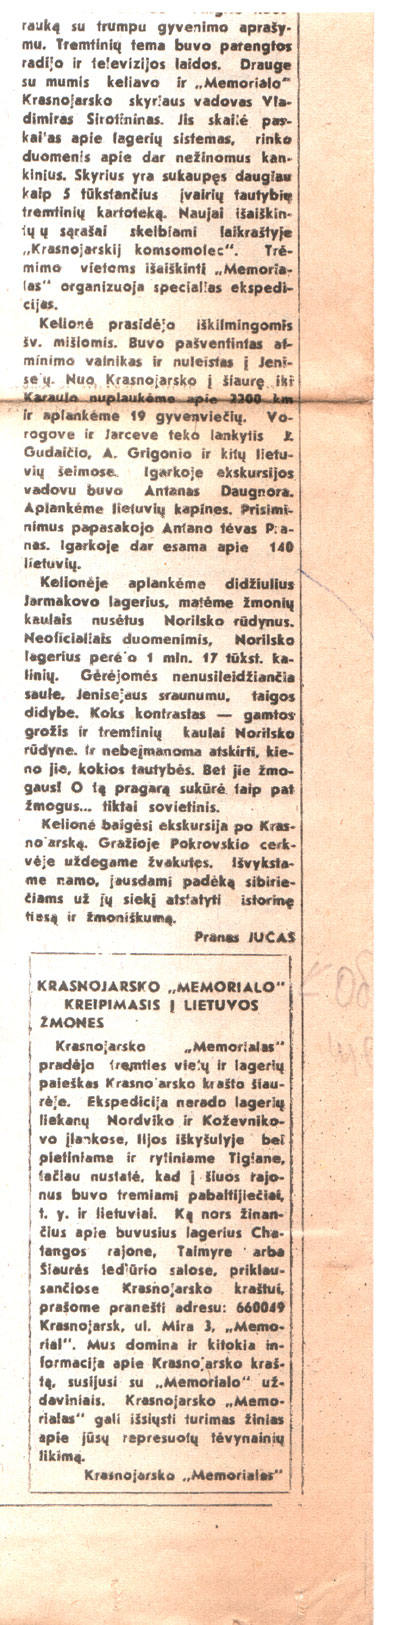 rauką su trumpu gyvenimo aprašy-
mu. Tremtinių tema buvo parengtos
radijo ir televizijos laidos. Drauge
su mumis keliavo ir „Memorialo“
Krasnojarsko skyriaus vadovas Vla-
dimiras Sirotininas. Jis skaitė pas-
kaitas apie lagerių sistemas, rinko
duomenis apie dar nežinomus kan-
kinius. Skyrius yra sukaupęs daugiau
kaip 5 tūkstančius įvairių tautybių
tremtinių kartoteką. Naujai išaiškin-
tųjų sąrašai skelbiami laikraštyje
„Krasnojarskij komsomolec“. Trė-
mimo vietoms išaiškinti „Memoria-
las“ organizuoja specialias ekspedi-
cijas.
Kelionė prasidėjo iškilmingomis
šv. mišiomis. Buvo pašventintas at-
minimo vainikas ir nuleistas į Jeni-
sejų. Nuo Krasnojarsko į šiaurę iki
Karaulo nuplaukėme apie 2200 km
ir aplankėme 19 gyvenviečių. Vo-
rogove ir Jarceve teko lankytis J.
Gudaičio, A. Grigonio ir kitų lietu-
vių šeimose. Igarkoje ekskursijos
vadovu buvo Antanas Daugnora.
Aplankėme lietuvių kapines. Prisimi-
nimus papasakojo Antano tėvas Pra-
nas. Igarkoje dar esama apie 140
lietuvių.
Kelionėje aplankėme didžiulius
Jarmakovo lagerius, matėme žmonių
kaulais nusėtus Norilsko rūdynus.
Neoficialiais duomenimis, Norilsko
lagerius perėjo 1 mln. 17 tūkst. ka-
linių. Gėrėjomės nenusileidžiančia
saule, Jenisejaus sraunumu, taigos
didybe. Koks kontrastas — gamtos
grožis ir tremtinių kaulai Norilsko
rūdyne. Ir nebeįmanoma atskirti, kie-
no jie, kokios tautybės. Bet jie žmo-
gaus! O tą pragarą sukūrė taip pat
žmogus... tiktai sovietinis.
Kelionė baigėsi ekskursija po Kras-
nojarską. Gražioje Pokrovskio cerk-
vėje uždegame žvakutes. Išvyksta-
me namo, jausdami padėką sibirie-
čiams už jų siekį atstatyti istorinę
tiesą ir žmoniškumą.
Pranas JUCAS
KRASNOJARSKO „MEMORIALO“
KREIPIMASIS Į LIETUVOS
ŽMONES
Krasnojarsko „Memorialas“
pradėjo tremties vietų ir lagerių
paieškas Krasnojarsko krašto šiau-
rėje. Ekspedicija nerado lagerių
liekanų Nordviko ir Koževniko-
vo įlankose, Iljos iškyšulyje bei
pietiniame ir rytiniame Tigiane,
tačiau nustatė, kad į šiuos rajo-
nus buvo tremiami pabaltijiečiai,
t. y. ir lietuviai. Ką nors žinan-
čius apie buvusius lagerius Cha-
tangos rajone, Taimyre arba
Šiaurės ledjūrio salose, priklau-
sančiose Krasnojarsko kraštui,
prašome pranešti adresu: 660049
Krasnojarsk, ul. Mira 3, „Memo-
rial“. Mus domina ir kitokia in-
formacija apie Krasnojarsko kraš-
tą, susijusi su „Memorialo“ už-
daviniais. Krasnojarsko „Memo-
rialas“ gali išsiųsti turimas žinias
apie jūsų represuotų tėvynainių
likimą.
Krasnojarsko „Memorialas“